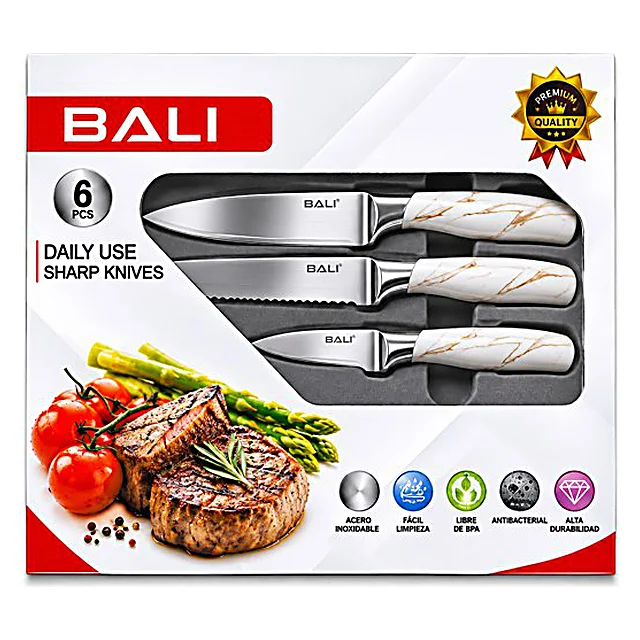 BALI
PREMIUM
QUALITY
6
PCS
DAILY USE
SHARP KNIVES
BALI®
BALI®
BALI®
ACERO
INOXIDABLE
FÁCIL
LIMPIEZA
LIBRE
DE BPA
ANTIBACTERIAL
ALTA
DURABILIDAD